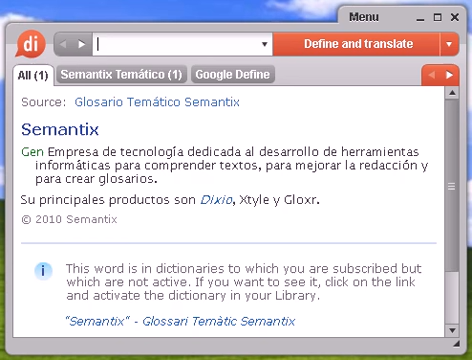 Menu
di
Define and translate
All (1)
Semantix Temático (1)
Google Define
Source: Glosario Temático Semantix
Semantix
Gen Empresa de tecnología dedicada al desarrollo de herramientas
informáticas para comprender textos, para mejorar la redacción y
para crear glosarios.
Su principales productos son Dixio, Xtyle y Gloxr.
© 2010 Semantix
i
This word is in dictionaries to which you are subscribed but
which are not active. If you want to see it, click on the link
and activate the dictionary in your Library.
"Semantix" - Glossari Temàtic Semantix